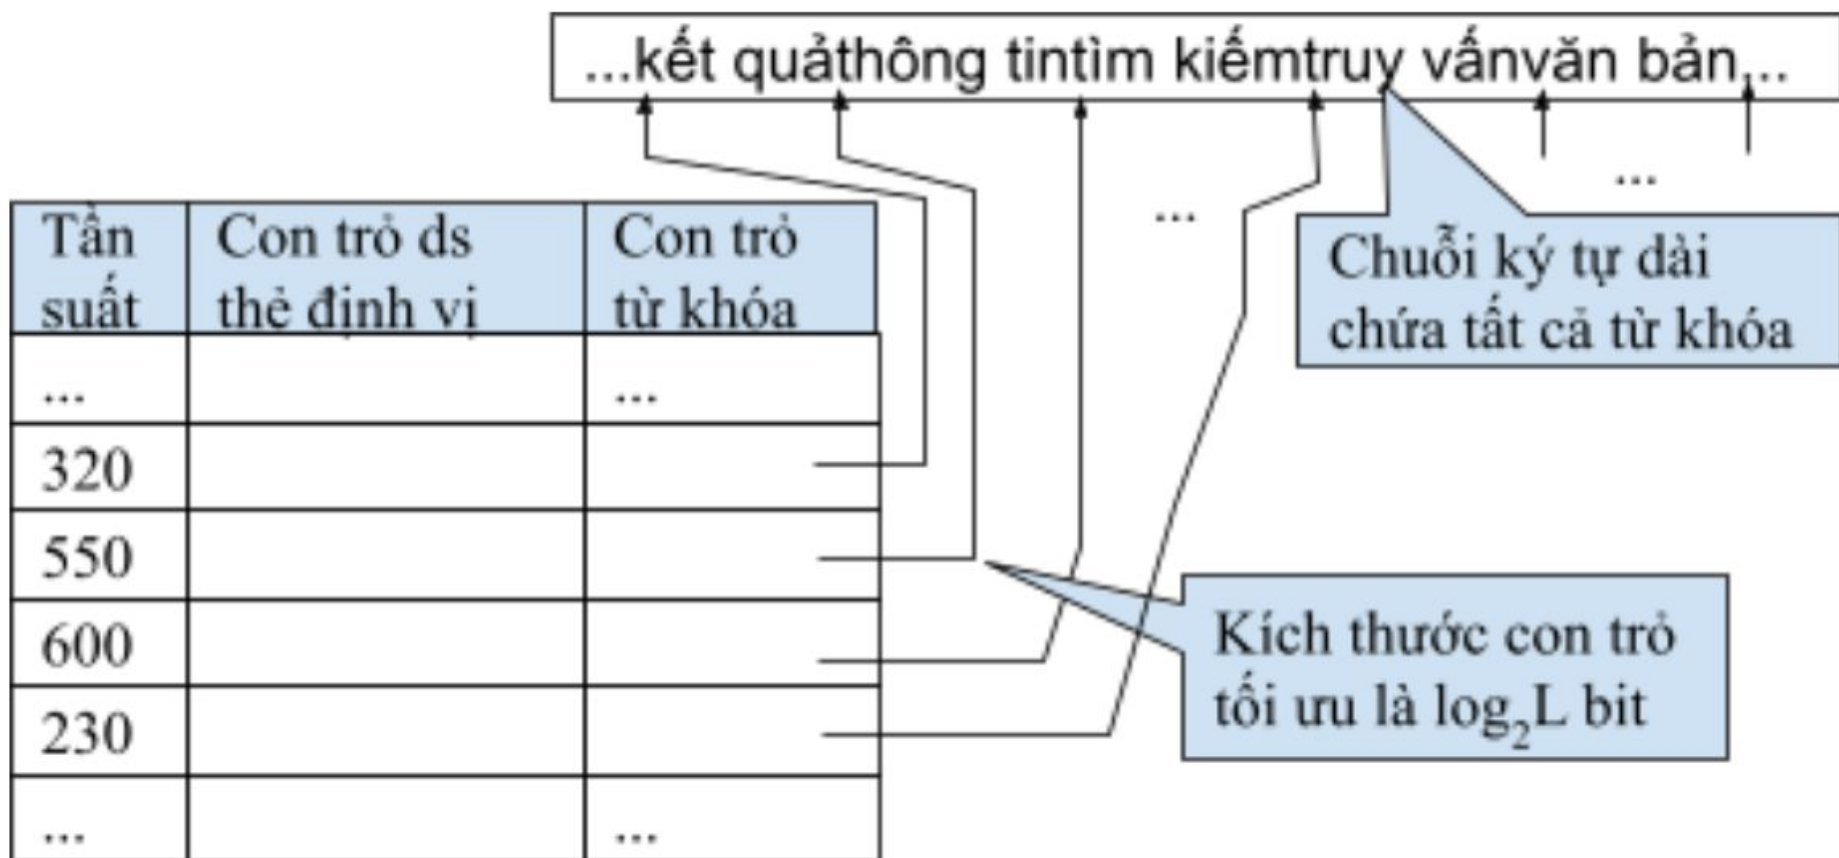 ...kết quảthông tintìm kiếmtruy vấnvăn bản...
...
...
Tần suất
Con trỏ ds thẻ định vị
Con trỏ từ khóa
Chuỗi ký tự dài
chứa tất cả từ khóa
... ...
320
550
600
230
... ...
Kích thước con trỏ
tối ưu là log₂L bit